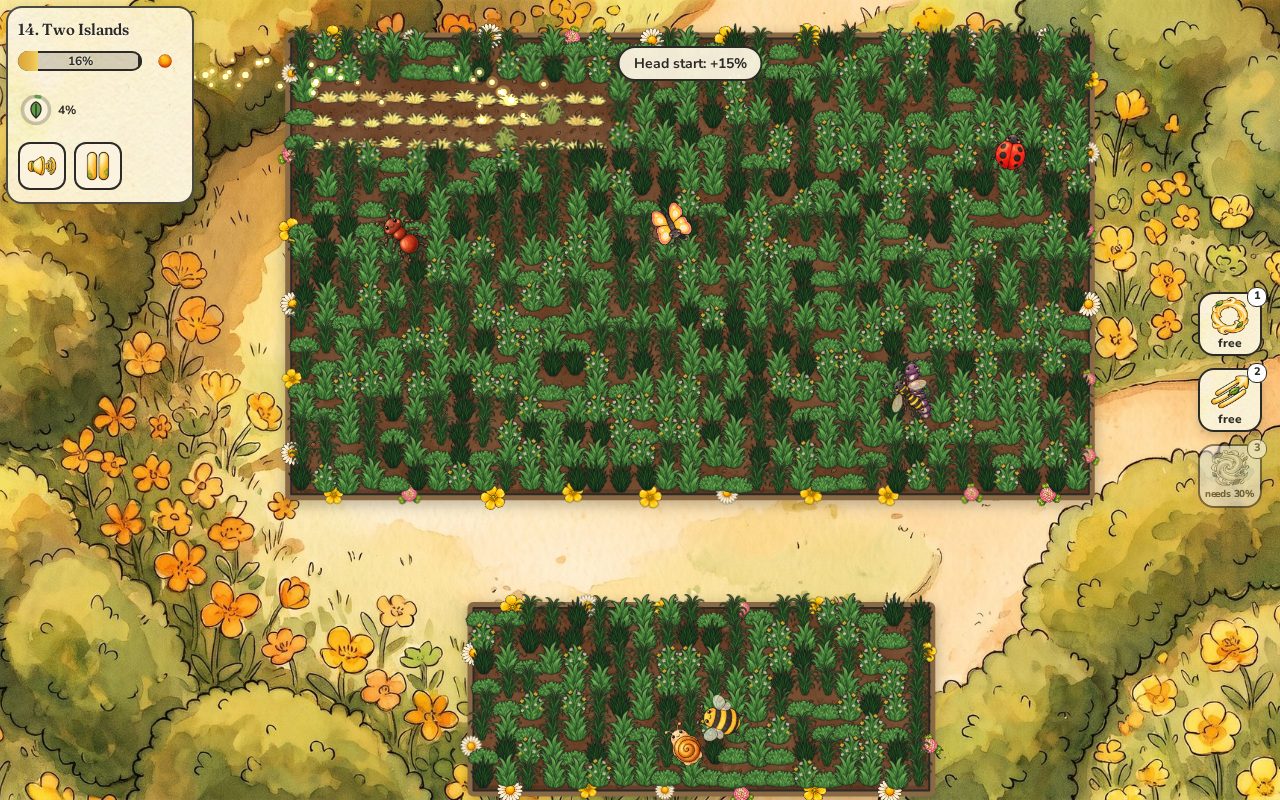 14. Two Islands
16%
4%
Head start: +15%
1
free
2
free
3
needs 30%